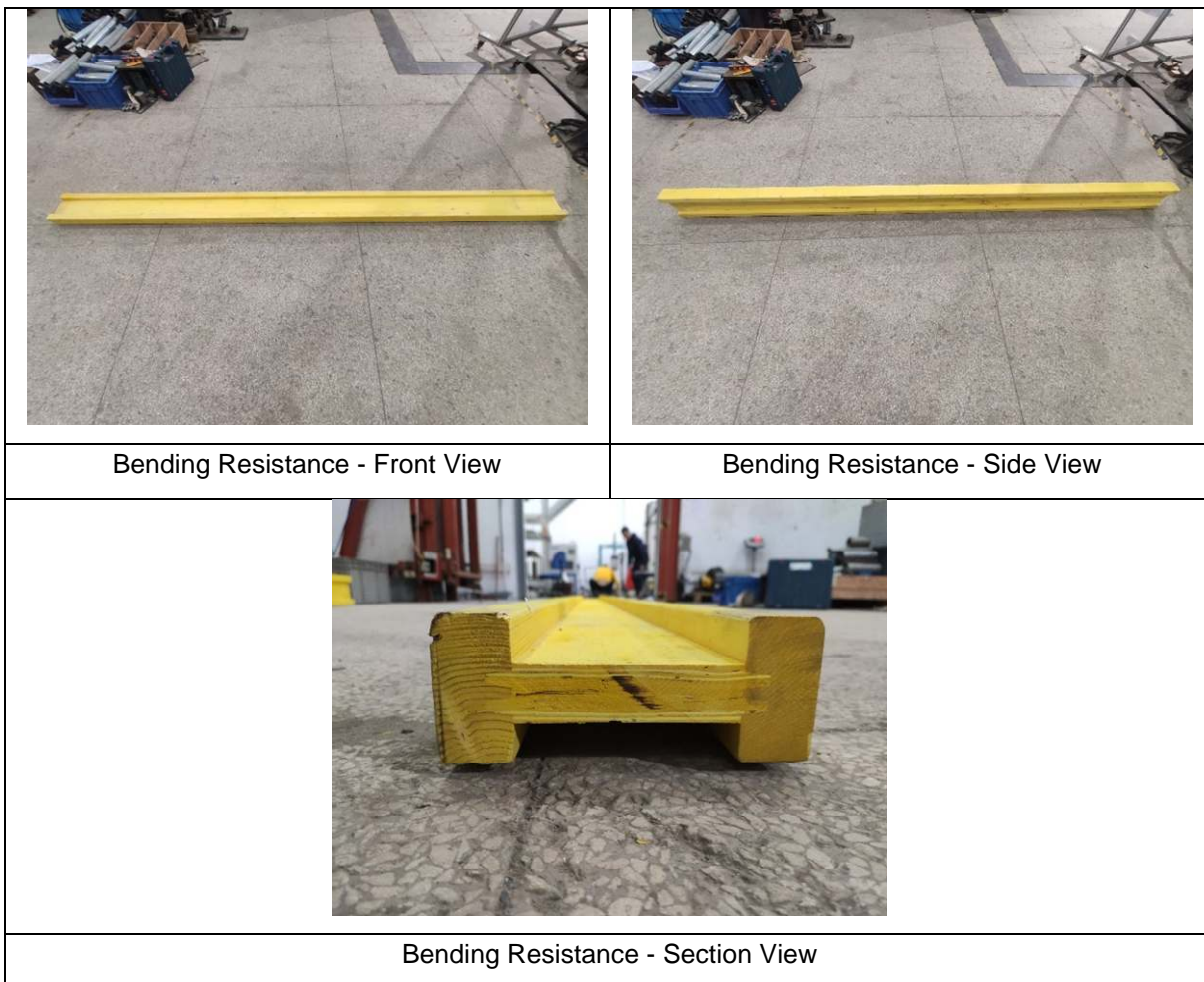 Bending Resistance - Front View
Bending Resistance - Side View
Bending Resistance - Section View